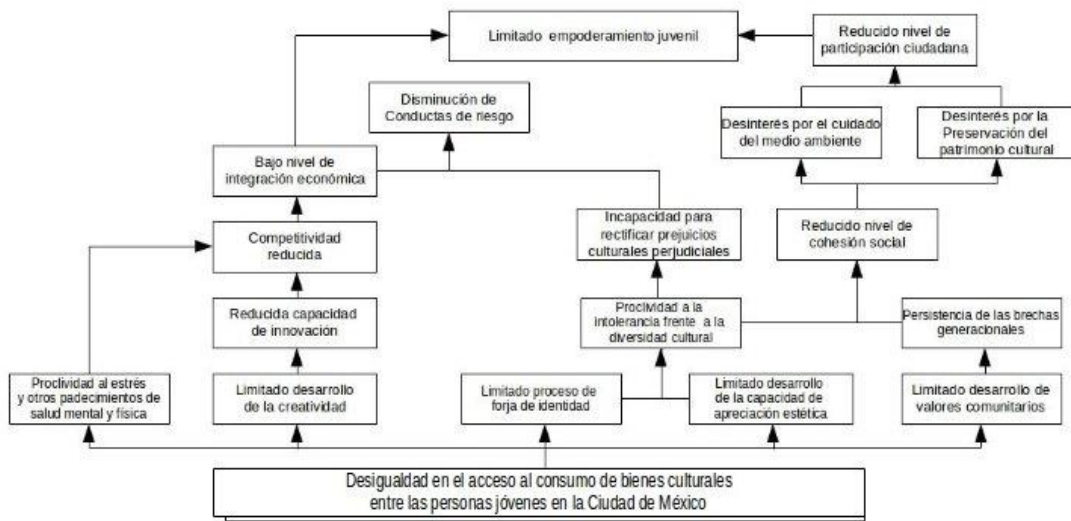 Limitado empoderamiento juvenil
Reducido nivel de
participación ciudadana
Disminución de
Conductas de riesgo
Desinterés por el cuidado
del medio ambiente
Desinterés por la
Preservación del
patrimonio cultural
Bajo nivel de
integración económica
Competitividad
reducida
Incapacidad para
rectificar prejuicios
culturales perjudiciales
Reducido nivel de
cohesión social
Reducida capacidad
de innovación
Proclividad a la
intolerancia frente a la
diversidad cultural
Persistencia de las brechas
generacionales
Proclividad al estrés
y otros padecimientos de
salud mental y física
Limitado desarrollo
de la creatividad
Limitado proceso de
forja de identidad
Limitado desarrollo
de la capacidad de
apreciación estética
Limitado desarrollo de
valores comunitarios
Desigualdad en el acceso al consumo de bienes culturales
entre las personas jóvenes en la Ciudad de México